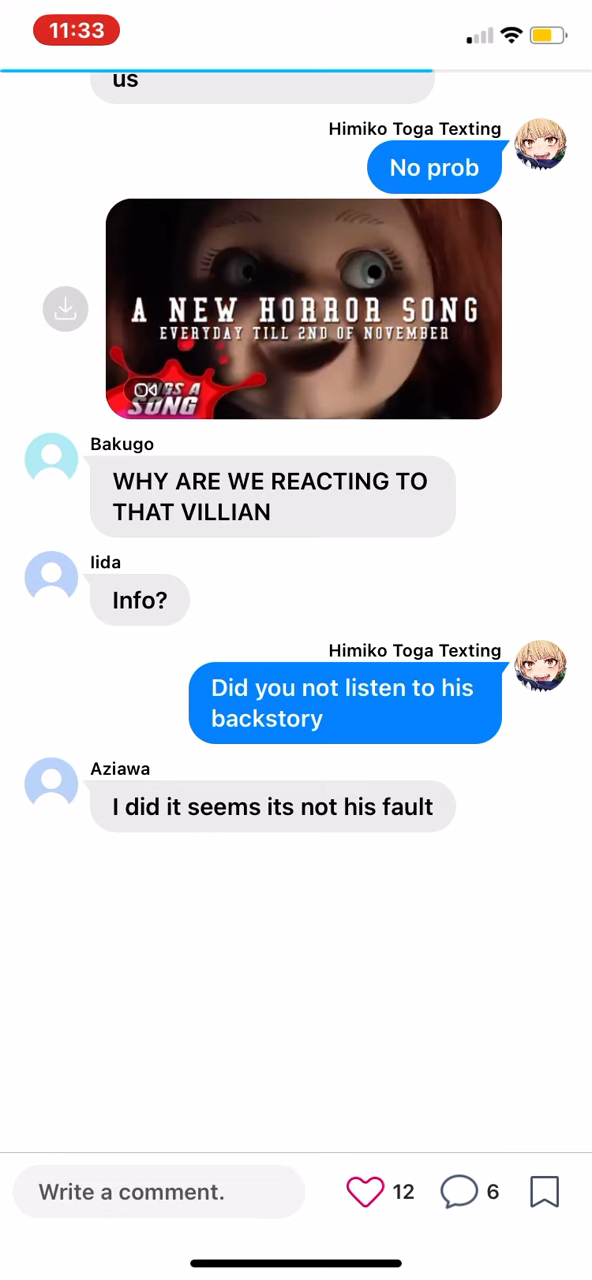 11:33
us
Himiko Toga Texting
No prob
A NEW HORROR SONG
EVERYDAY TILL 2ND OF NOVEMBER
GS A
SONG
Bakugo
WHY ARE WE REACTING TO
THAT VILLIAN
Iida
Info?
Himiko Toga Texting
Did you not listen to his
backstory
Aziawa
I did it seems its not his fault
Write a comment.
12
6